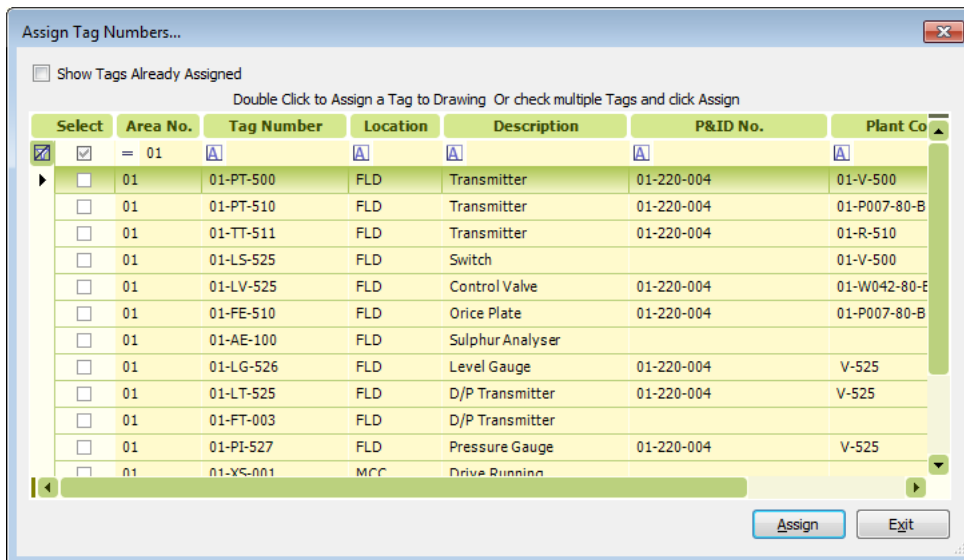 Assign Tag Numbers...
Show Tags Already Assigned
Double Click to Assign a Tag to Drawing Or check multiple Tags and click Assign
Select Area No. Tag Number Location Description P&ID No. Plant Co
= 01 A A A A A
01 01-PT-500 FLD Transmitter 01-220-004 01-V-500
01 01-PT-510 FLD Transmitter 01-220-004 01-P007-80-B
01 01-TT-511 FLD Transmitter 01-220-004 01-R-510
01 01-LS-525 FLD Switch 01-V-500
01 01-LV-525 FLD Control Valve 01-220-004 01-W042-80-B
01 01-FE-510 FLD Orice Plate 01-220-004 01-P007-80-B
01 01-AE-100 FLD Sulphur Analyser
01 01-LG-526 FLD Level Gauge 01-220-004 V-525
01 01-LT-525 FLD D/P Transmitter 01-220-004 V-525
01 01-FT-003 FLD D/P Transmitter
01 01-PI-527 FLD Pressure Gauge 01-220-004 V-525
01 01-XS-001 MCC Drive Running
Assign Exit